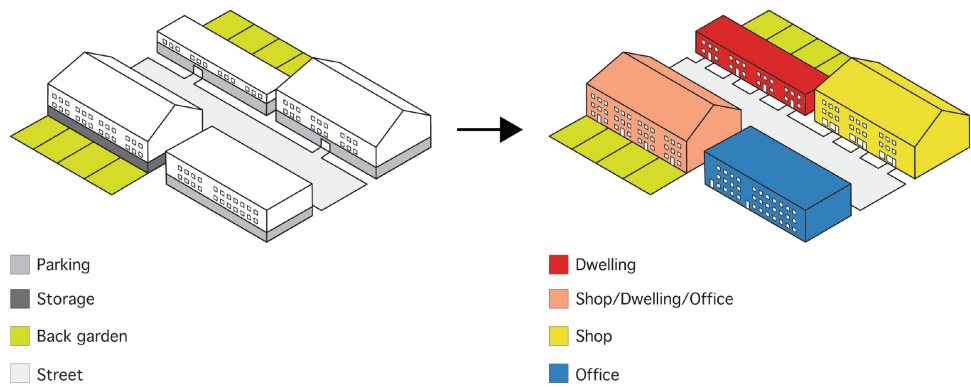 Parking
Storage
Back garden
Street
Dwelling
Shop/Dwelling/Office
Shop
Office